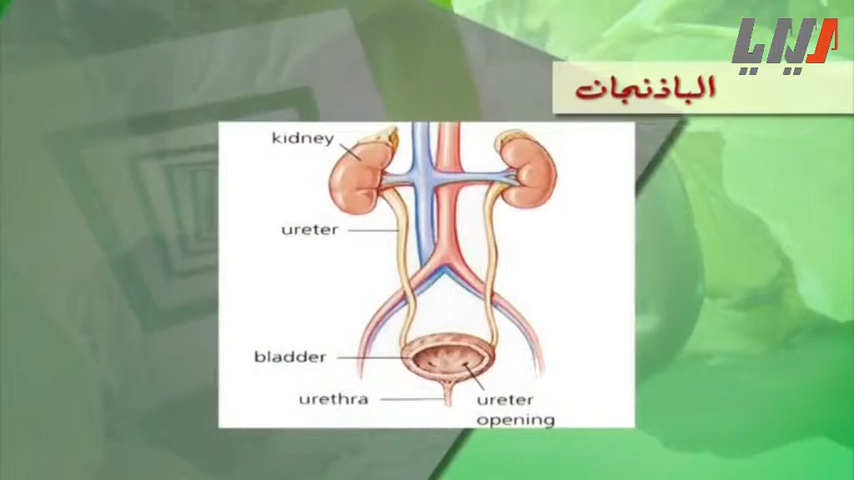 الباذنجان
kidney
ureter
bladder
urethra
ureter
opening